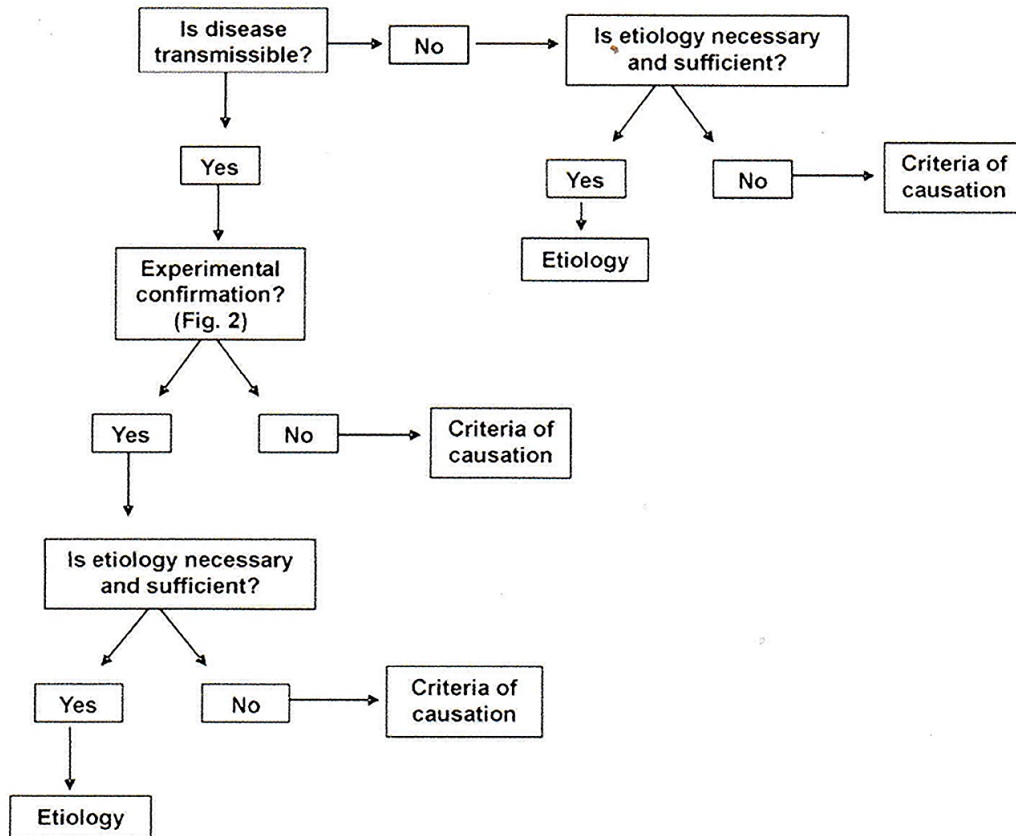 Is disease
transmissible?
No
Is etiology necessary
and sufficient?
Yes
Yes
No
Criteria of
causation
Etiology
Experimental
confirmation?
(Fig. 2)
Yes
No
Criteria of
causation
Is etiology necessary
and sufficient?
Yes
No
Criteria of
causation
Etiology